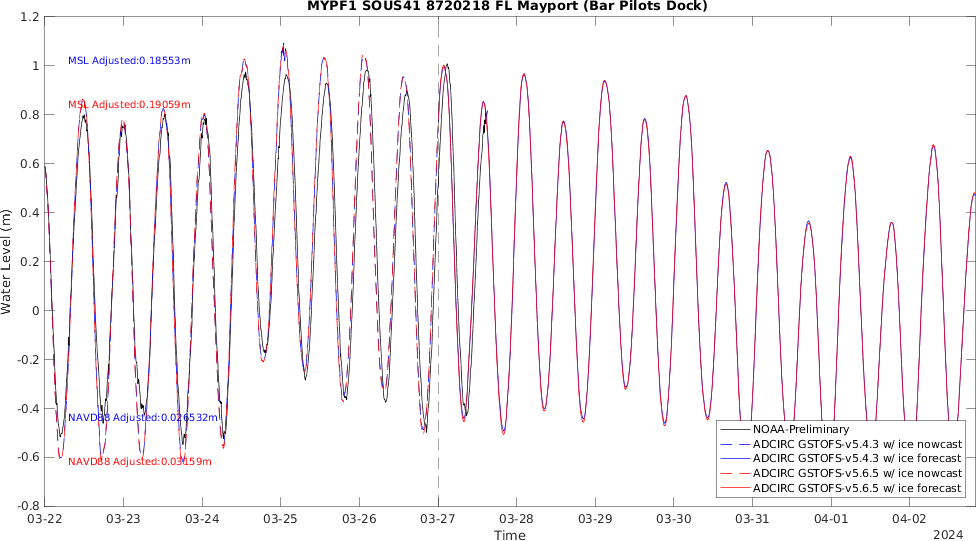 MYPF1 SOUS41 8720218 FL Mayport (Bar Pilots Dock)
1.2
1
0.8
0.6
0.4
0.2
0
-0.2
-0.4
-0.6
-0.8
Water Level (m)
MSL Adjusted:0.18553m
MSL Adjusted:0.19059m
NAVD88 Adjusted:0.026532m
NAVD88 Adjusted:0.03159m
NOAA-Preliminary
ADCIRC GSTOFS-v5.4.3 w/ ice nowcast
ADCIRC GSTOFS-v5.4.3 w/ ice forecast
ADCIRC GSTOFS-v5.6.5 w/ ice nowcast
ADCIRC GSTOFS-v5.6.5 w/ ice forecast
03-22 03-23 03-24 03-25 03-26 03-27 03-28 03-29 03-30 03-31 04-01 04-02
Time
2024